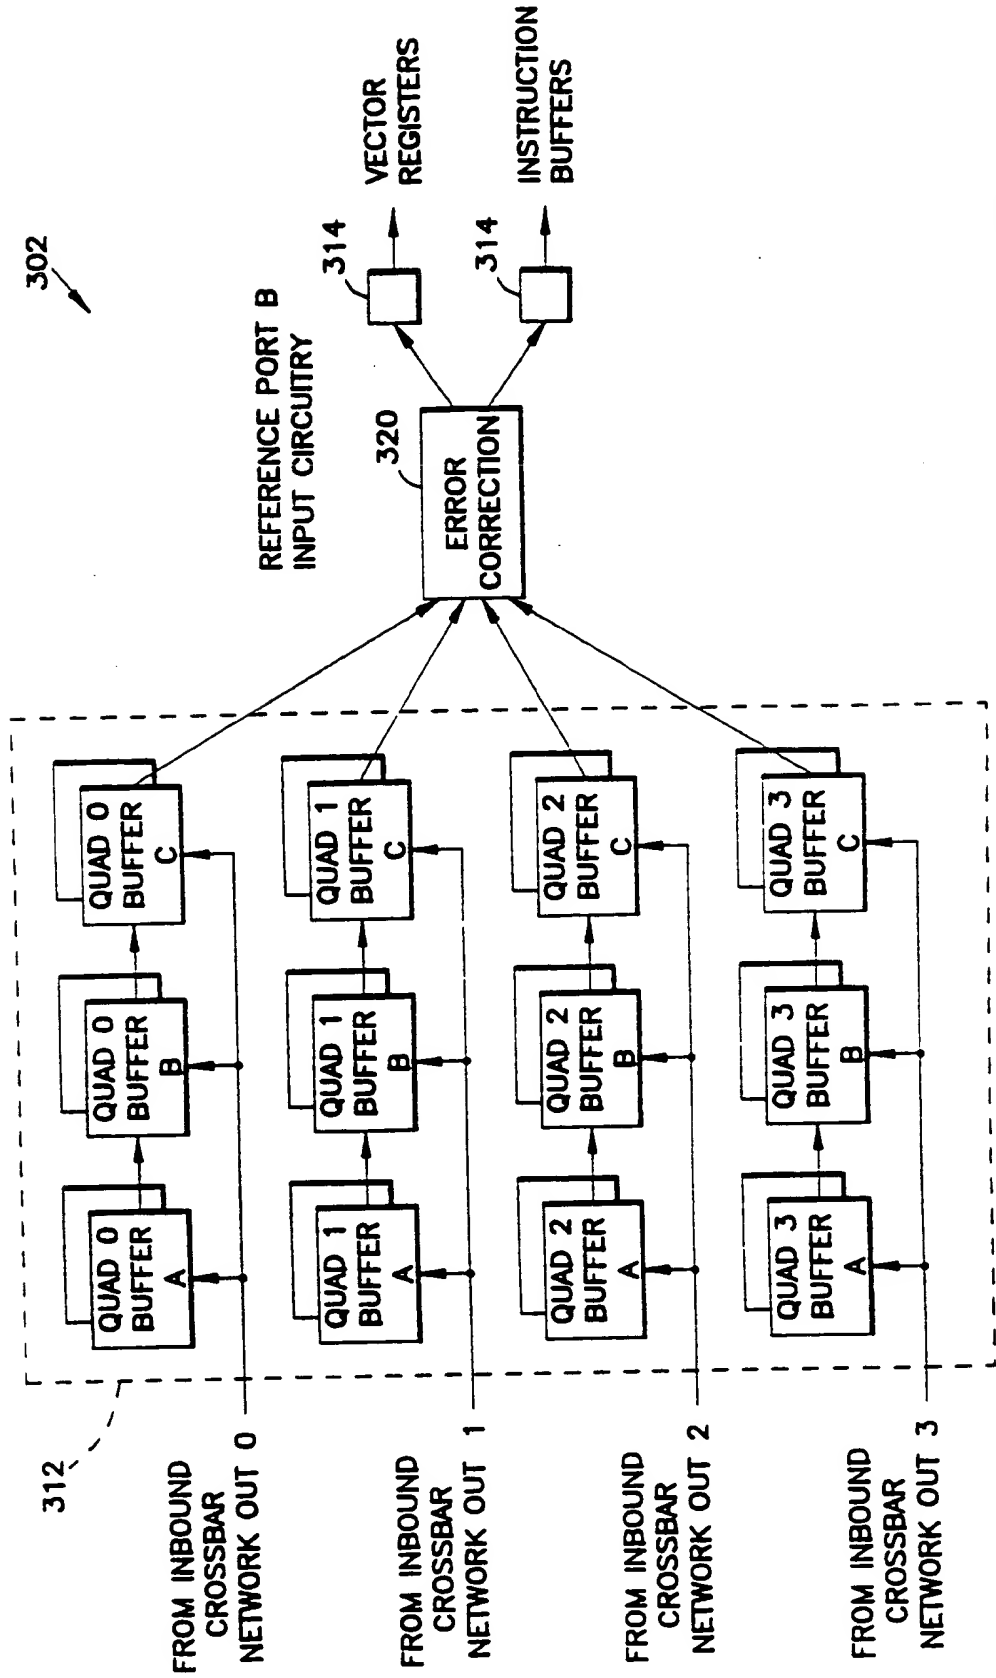 302
REFERENCE PORT B
INPUT CIRCUITRY
312
FROM INBOUND
CROSSBAR
NETWORK OUT 0
QUAD 0
BUFFER
A
QUAD 0
BUFFER
B
QUAD 0
BUFFER
C
FROM INBOUND
CROSSBAR
NETWORK OUT 1
QUAD 1
BUFFER
A
QUAD 1
BUFFER
B
QUAD 1
BUFFER
C
FROM INBOUND
CROSSBAR
NETWORK OUT 2
QUAD 2
BUFFER
A
QUAD 2
BUFFER
B
QUAD 2
BUFFER
C
FROM INBOUND
CROSSBAR
NETWORK OUT 3
QUAD 3
BUFFER
A
QUAD 3
BUFFER
B
QUAD 3
BUFFER
C
320
ERROR
CORRECTION
314
VECTOR
REGISTERS
314
INSTRUCTION
BUFFERS